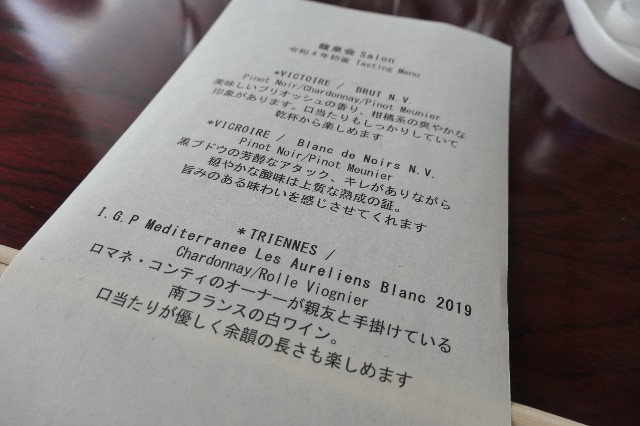 龍泉会 Salon
令和4年初後 Tasting Menu
*VICTOIRE / BRUT N.V.
Pinot Noir/Chardonnay/Pinot Meunier
美味しいブリオッシュの香り、柑橘系の爽やかな
印象があります。口当たりもしっかりしていて
乾杯から楽しめます
*VICROIRE / Blanc de Noirs N.V.
Pinot Noir/Pinot Meunier
黒ブドウの芳醇なアタック、キレがありながら
穏やかな酸味は上質な熟成の証。
旨みのある味わいを感じさせてくれます
*TRIENNES /
I.G.P Mediterranee Les Aureliens Blanc 2019
Chardonnay/Rolle Viognier
ロマネ・コンティのオーナーが親友と手掛けている
南フランスの白ワイン。
口当たりが優しく余韻の長さも楽しめます